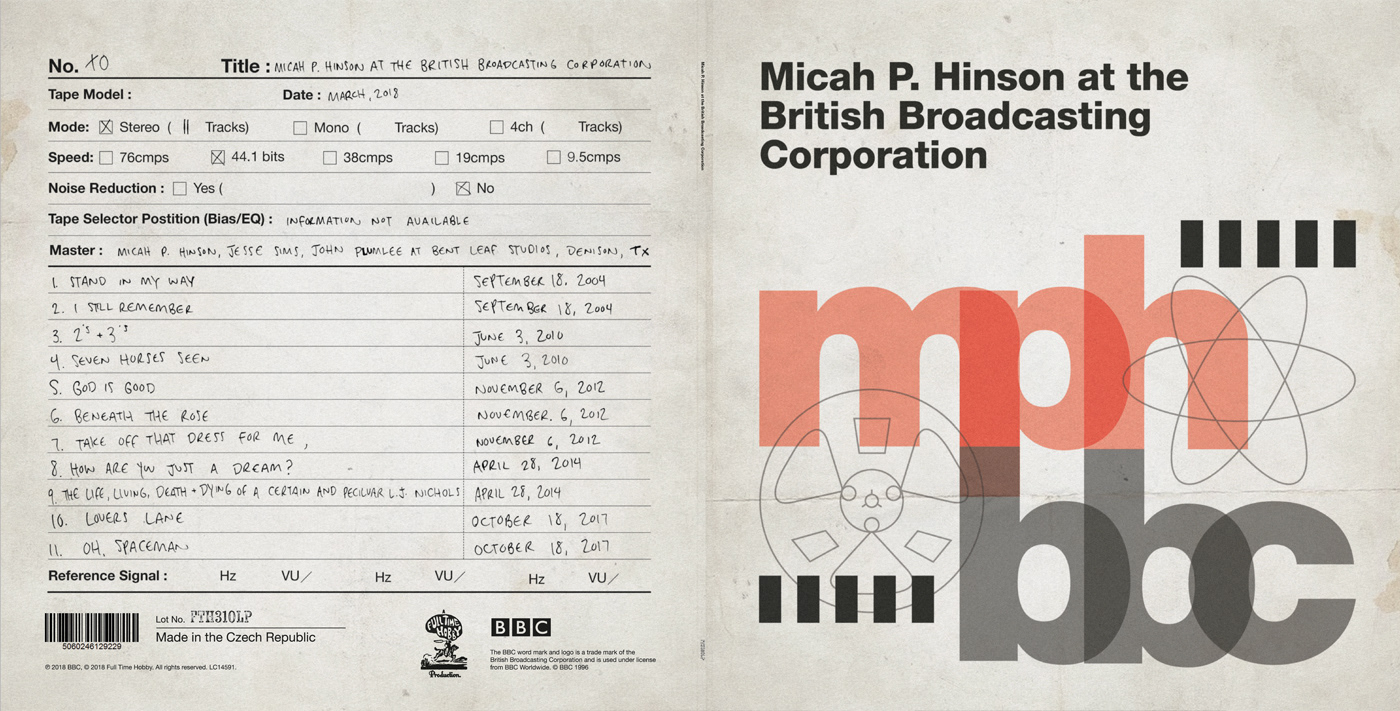 No. XO Title : MICAH P. HINSON AT THE BRITISH BROADCASTING CORPORATION
Tape Model : Date : MARCH, 2018
Mode: Stereo ( || Tracks) Mono ( Tracks) 4ch ( Tracks)
Speed: 76cmps 44.1 bits 38cmps 19cmps 9.5cmps
Noise Reduction : Yes ( ) No
Tape Selector Postition (Bias/EQ) : INFORMATION NOT AVAILABLE
Master : MICAH P. HINSON, JESSE SIMS, JOHN PLUMLEE AT BENT LEAF STUDIOS, DENISON, TX
1. STAND IN MY WAY SEPTEMBER 18. 2004
2. I STILL REMEMBER SEPTEMBER 18, 2004
3. 2's + 3's JUNE 3, 2010
4. SEVEN HORSES SEEN JUNE 3, 2010
5. GOD IS GOOD NOVEMBER 6, 2012
6. BENEATH THE ROSE NOVEMBER. 6, 2012
7. TAKE OFF THAT DRESS FOR ME , NOVEMBER 6, 2012
8. HOW ARE YOU JUST A DREAM? APRIL 28, 2014
9. THE LIFE, LIVING, DEATH + DYING OF A CERTAIN AND PECILUAR L.J. NICHOLS APRIL 28, 2014
10. LOVERS LANE OCTOBER 18, 2017
11. OH, SPACEMAN OCTOBER 18, 2017
Reference Signal : Hz VU/ Hz VU/ Hz VU/
5060246129229
Lot No. FTH310LP
Made in the Czech Republic
℗ 2018 BBC, © 2018 Full Time Hobby. All rights reserved. LC14591.
FULL TIME HOBBY
Production.
BBC
The BBC word mark and logo is a trade mark of the
British Broadcasting Corporation and is used under license
from BBC Worldwide. © BBC 1996
Micah P. Hinson at the British Broadcasting Corporation
FTH310LP
Micah P. Hinson at the
British Broadcasting
Corporation
mph
bbc